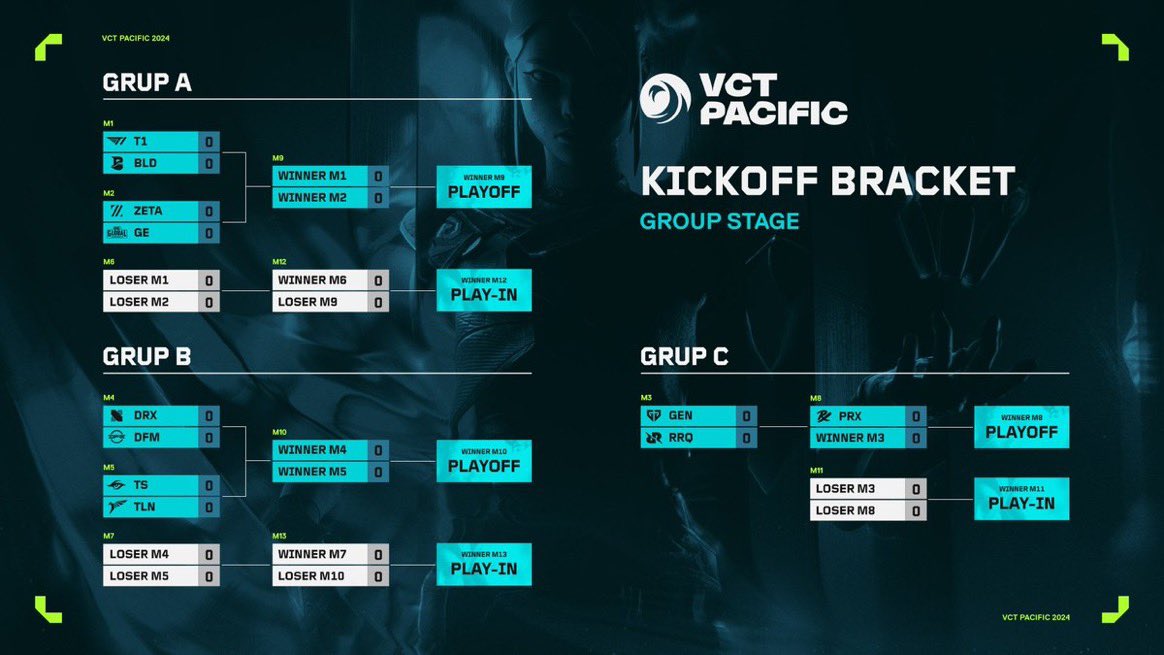 VCT PACIFIC 2024
GRUP A
M1
T1 0
BLD 0
M2
ZETA 0
GE 0
M9
WINNER M1 0
WINNER M2 0
WINNER M9
PLAYOFF
M6
LOSER M1 0
LOSER M2 0
M12
WINNER M6 0
LOSER M9 0
WINNER M12
PLAY-IN
GRUP B
M4
DRX 0
DFM 0
M5
TS 0
TLN 0
M10
WINNER M4 0
WINNER M5 0
WINNER M10
PLAYOFF
M7
LOSER M4 0
LOSER M5 0
M13
WINNER M7 0
LOSER M10 0
WINNER M13
PLAY-IN
VCT
PACIFIC
KICKOFF BRACKET
GROUP STAGE
GRUP C
M3
GEN 0
RRQ 0
M8
PRX 0
WINNER M3 0
WINNER M8
PLAYOFF
M11
LOSER M3 0
LOSER M8 0
WINNER M11
PLAY-IN
VCT PACIFIC 2024